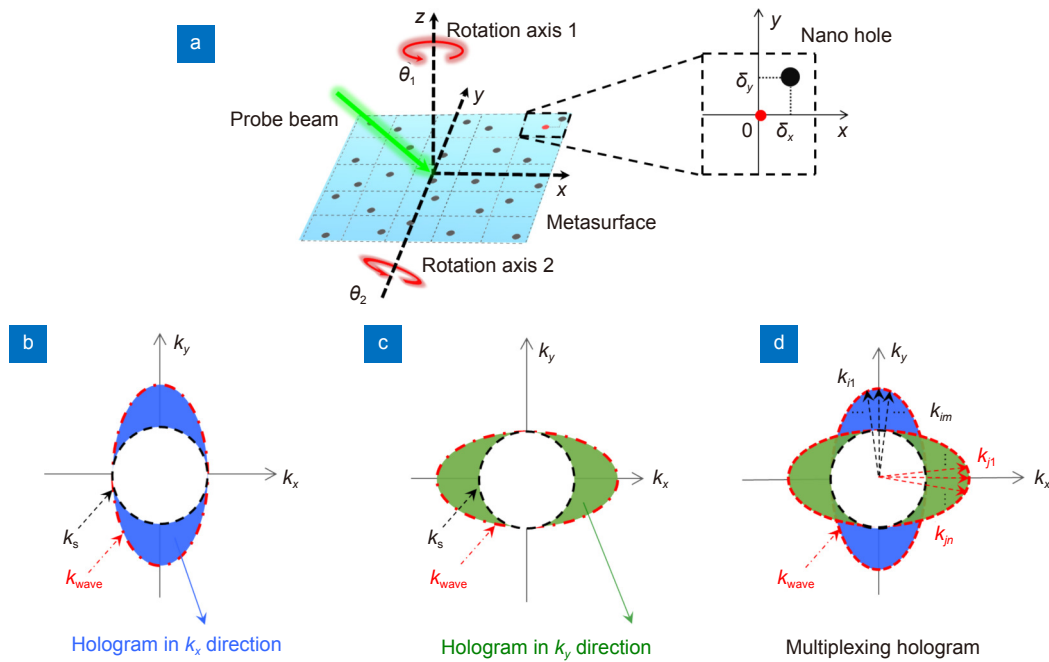 a
z
Rotation axis 1
θ1
y
Probe beam
x
Metasurface
Rotation axis 2
θ2
y
Nano hole
δy
0
δx
x
b
ky
kx
ks
kwave
Hologram in kx direction
c
ky
kx
ks
kwave
Hologram in ky direction
d
ky
ki1
kim
kj1
kx
kjn
kwave
Multiplexing hologram